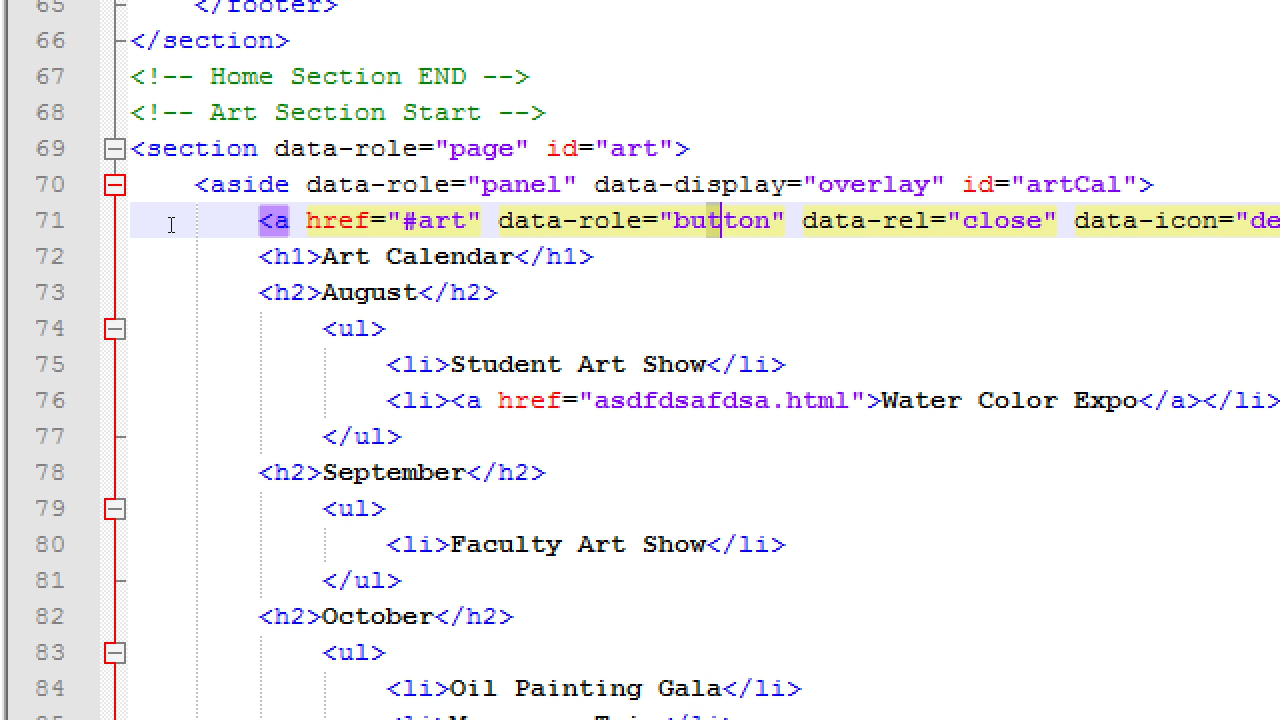 65 </footer>
66 </section>
67 <!-- Home Section END -->
68 <!-- Art Section Start -->
69 <section data-role="page" id="art">
70 <aside data-role="panel" data-display="overlay" id="artCal">
71 <a href="#art" data-role="button" data-rel="close" data-icon="de
72 <h1>Art Calendar</h1>
73 <h2>August</h2>
74 <ul>
75 <li>Student Art Show</li>
76 <li><a href="asdfdsafdsa.html">Water Color Expo</a></li>
77 </ul>
78 <h2>September</h2>
79 <ul>
80 <li>Faculty Art Show</li>
81 </ul>
82 <h2>October</h2>
83 <ul>
84 <li>Oil Painting Gala</li>